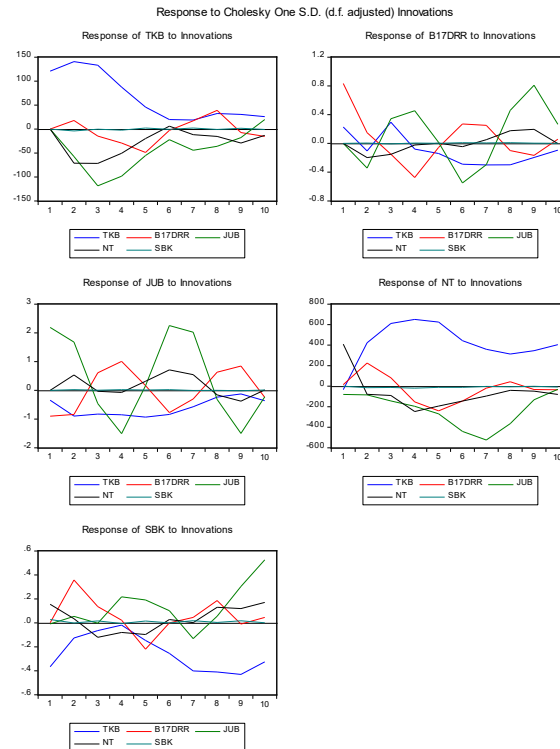 Response to Cholesky One S.D. (d.f. adjusted) Innovations
Response of TKB to Innovations
150
100
50
0
-50
-100
-150
1 2 3 4 5 6 7 8 9 10
TKB B17DRR JUB
NT SBK
Response of B17DRR to Innovations
1.2
0.8
0.4
0.0
-0.4
-0.8
1 2 3 4 5 6 7 8 9 10
TKB B17DRR JUB
NT SBK
Response of JUB to Innovations
3
2
1
0
-1
-2
1 2 3 4 5 6 7 8 9 10
TKB B17DRR JUB
NT SBK
Response of NT to Innovations
800
600
400
200
0
-200
-400
-600
1 2 3 4 5 6 7 8 9 10
TKB B17DRR JUB
NT SBK
Response of SBK to Innovations
.6
.4
.2
.0
-.2
-.4
-.6
1 2 3 4 5 6 7 8 9 10
TKB B17DRR JUB
NT SBK